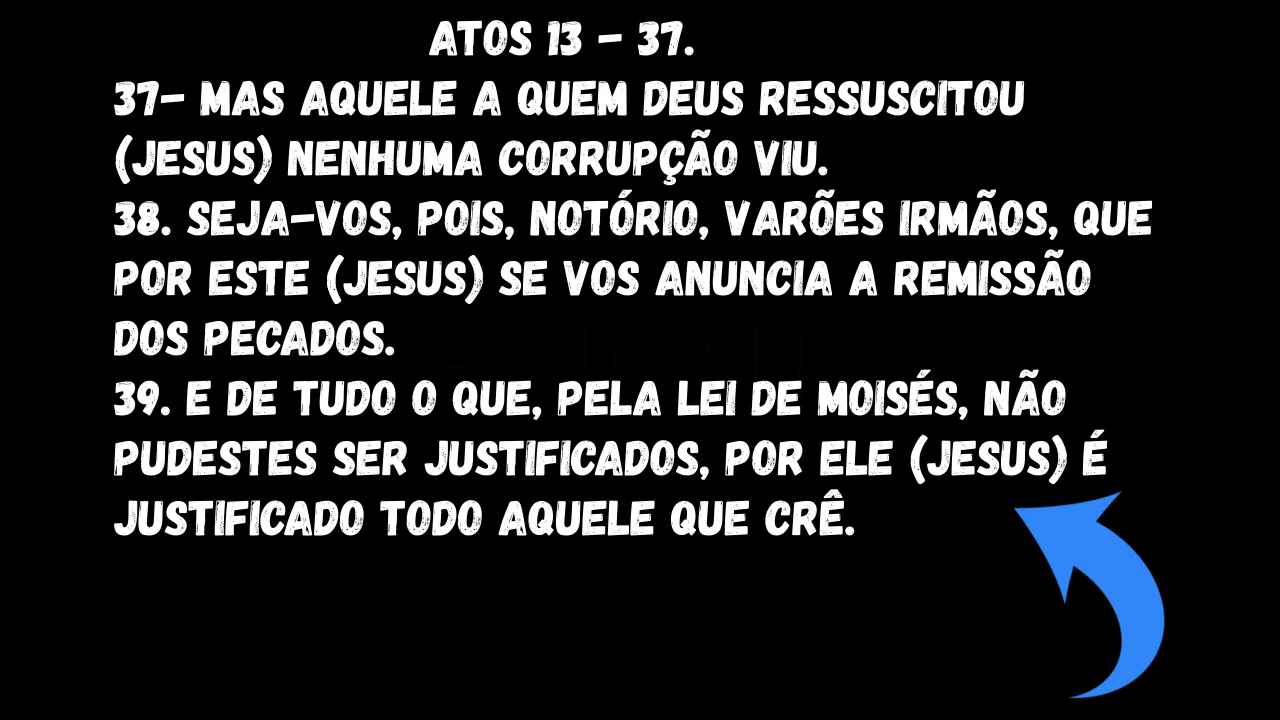 ATOS 13 - 37.
37- MAS AQUELE A QUEM DEUS RESSUSCITOU
(JESUS) NENHUMA CORRUPÇÃO VIU.
38. SEJA-VOS, POIS, NOTÓRIO, VARÕES IRMÃOS, QUE
POR ESTE (JESUS) SE VOS ANUNCIA A REMISSÃO
DOS PECADOS.
39. E DE TUDO O QUE, PELA LEI DE MOISÉS, NÃO
PUDESTES SER JUSTIFICADOS, POR ELE (JESUS) É
JUSTIFICADO TODO AQUELE QUE CRÊ.